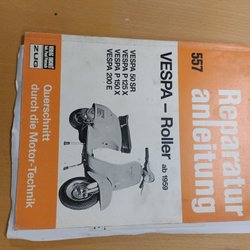 557
Reparatur
anleitung
VESPA – Roller ab 1959
VESPA 50 SR
VESPA P 125 X
VESPA P 150 X
VESPA 200 E
ZUG
Querschnitt
durch die Motor-Technik